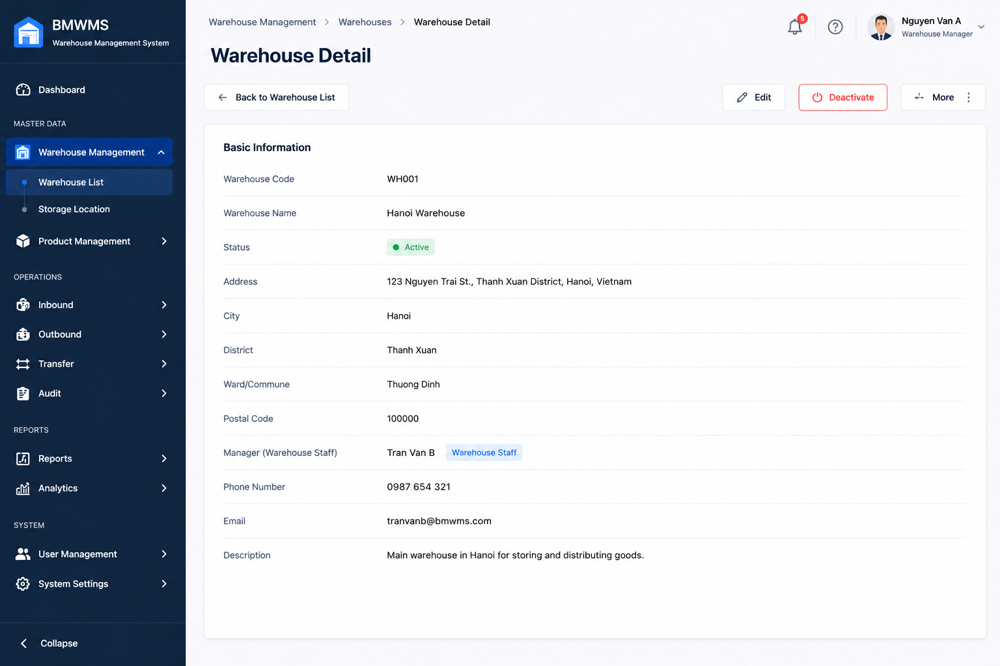 BMWMS
Warehouse Management System
Dashboard
MASTER DATA
Warehouse Management
Warehouse List
Storage Location
Product Management
OPERATIONS
Inbound
Outbound
Transfer
Audit
REPORTS
Reports
Analytics
SYSTEM
User Management
System Settings
Collapse
Warehouse Management > Warehouses > Warehouse Detail
5
Nguyen Van A
Warehouse Manager
Warehouse Detail
Back to Warehouse List
Edit
Deactivate
More
Basic Information
Warehouse Code WH001
Warehouse Name Hanoi Warehouse
Status Active
Address 123 Nguyen Trai St., Thanh Xuan District, Hanoi, Vietnam
City Hanoi
District Thanh Xuan
Ward/Commune Thuong Dinh
Postal Code 100000
Manager (Warehouse Staff) Tran Van B Warehouse Staff
Phone Number 0987 654 321
Email tranvanb@bmwms.com
Description Main warehouse in Hanoi for storing and distributing goods.